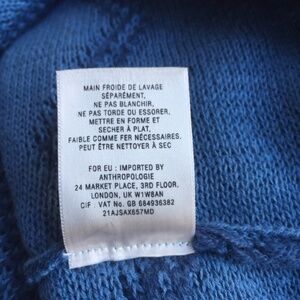 MAIN FROIDE DE LAVAGE
SÉPARÉMENT,
NE PAS BLANCHIR,
NE PAS TORDE OU ESSORER,
METTRE EN FORME ET
SECHER À PLAT,
FAIBLE COMME FER NÉCESSAIRES.
PEUT ÊTRE NETTOYER À SEC
FOR EU : IMPORTED BY
ANTHROPOLOGIE
24 MARKET PLACE, 3RD FLOOR,
LONDON, UK W1W8AN
CIF . VAT No. GB 684936382
21AJSAX657MD